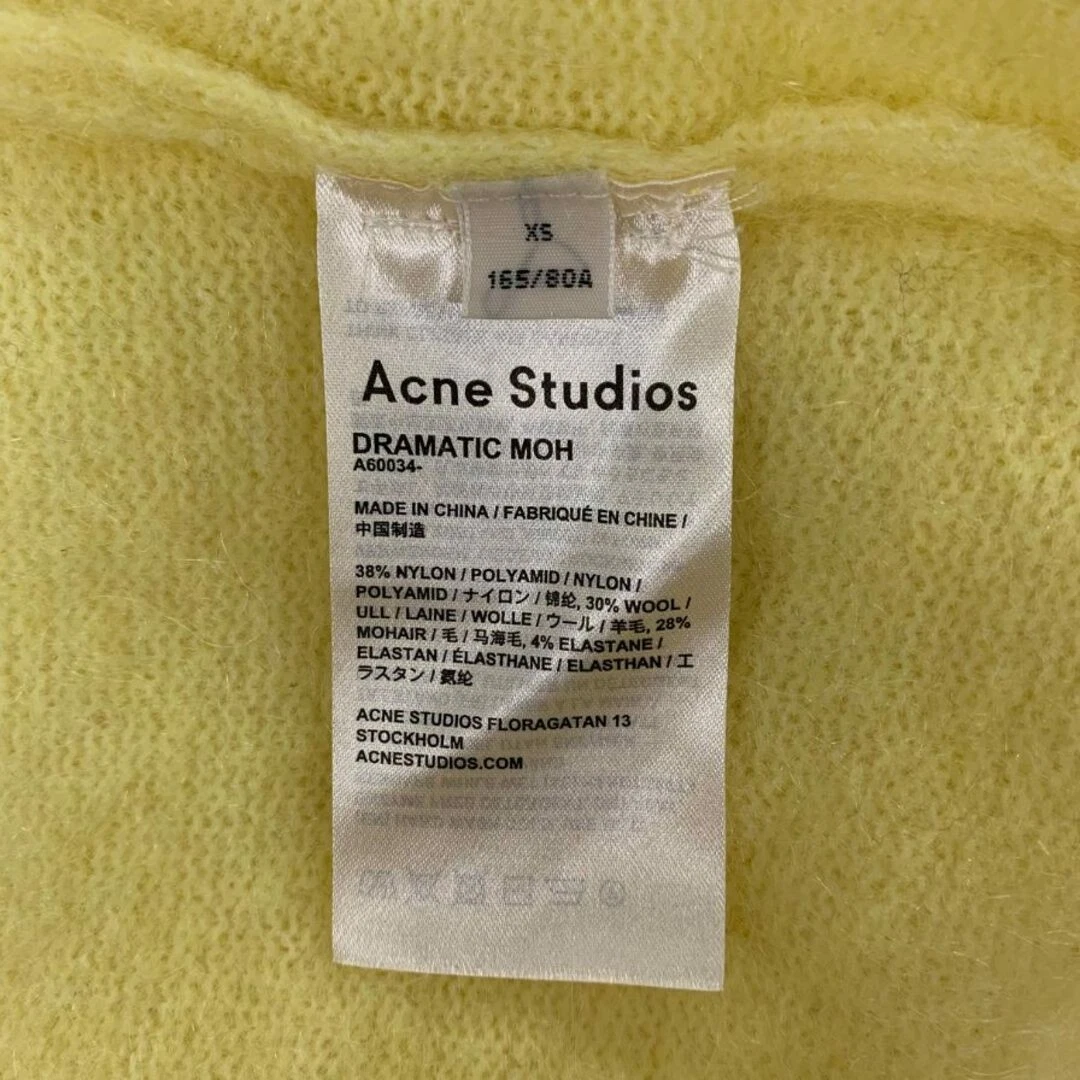 XS
165/80A
Acne Studios
DRAMATIC MOH
A60034-
MADE IN CHINA / FABRIQUÉ EN CHINE /
中国制造
38% NYLON / POLYAMID / NYLON /
POLYAMID / ナイロン / 锦纶, 30% WOOL /
ULL / LAINE / WOLLE / ウール / 羊毛, 28%
MOHAIR / 毛 / 马海毛, 4% ELASTANE /
ELASTAN / ÉLASTHANE / ELASTHAN / エ
ラスタン / 氨纶
ACNE STUDIOS FLORAGATAN 13
STOCKHOLM
ACNESTUDIOS.COM